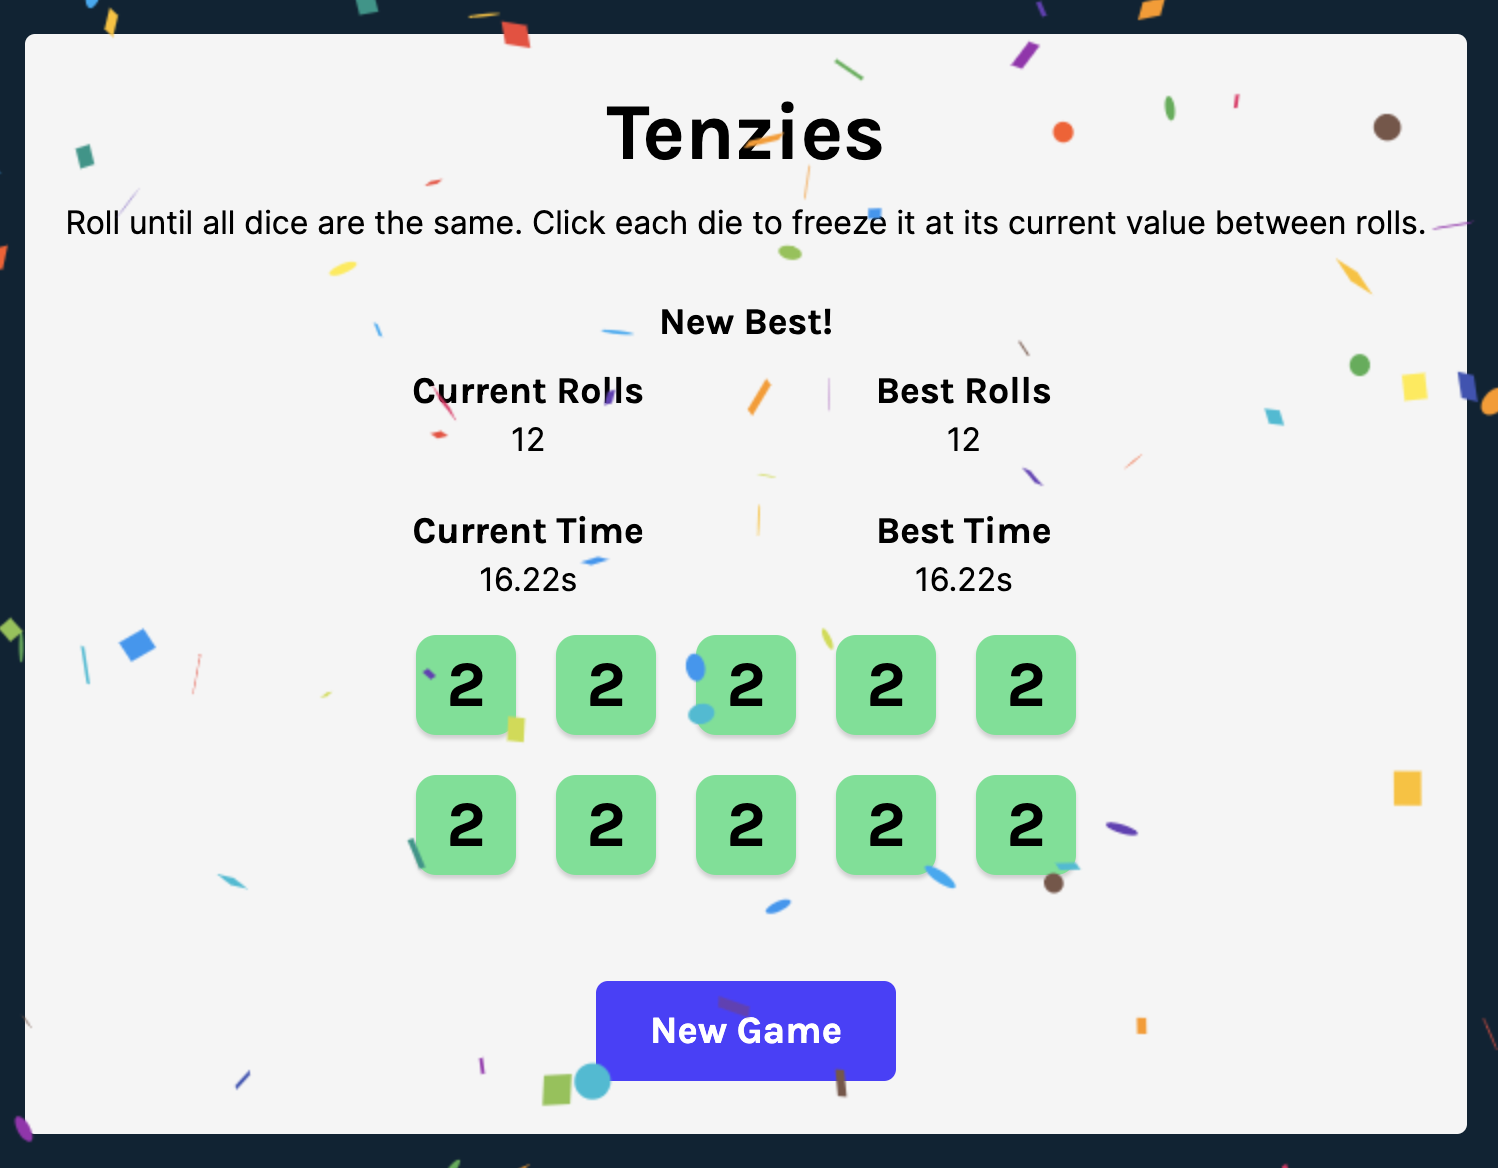 Tenzies
Roll until all dice are the same. Click each die to freeze it at its current value between rolls.
New Best!
Current Rolls Best Rolls
12 12
Current Time Best Time
16.22s 16.22s
2 2 2 2 2
2 2 2 2 2
New Game